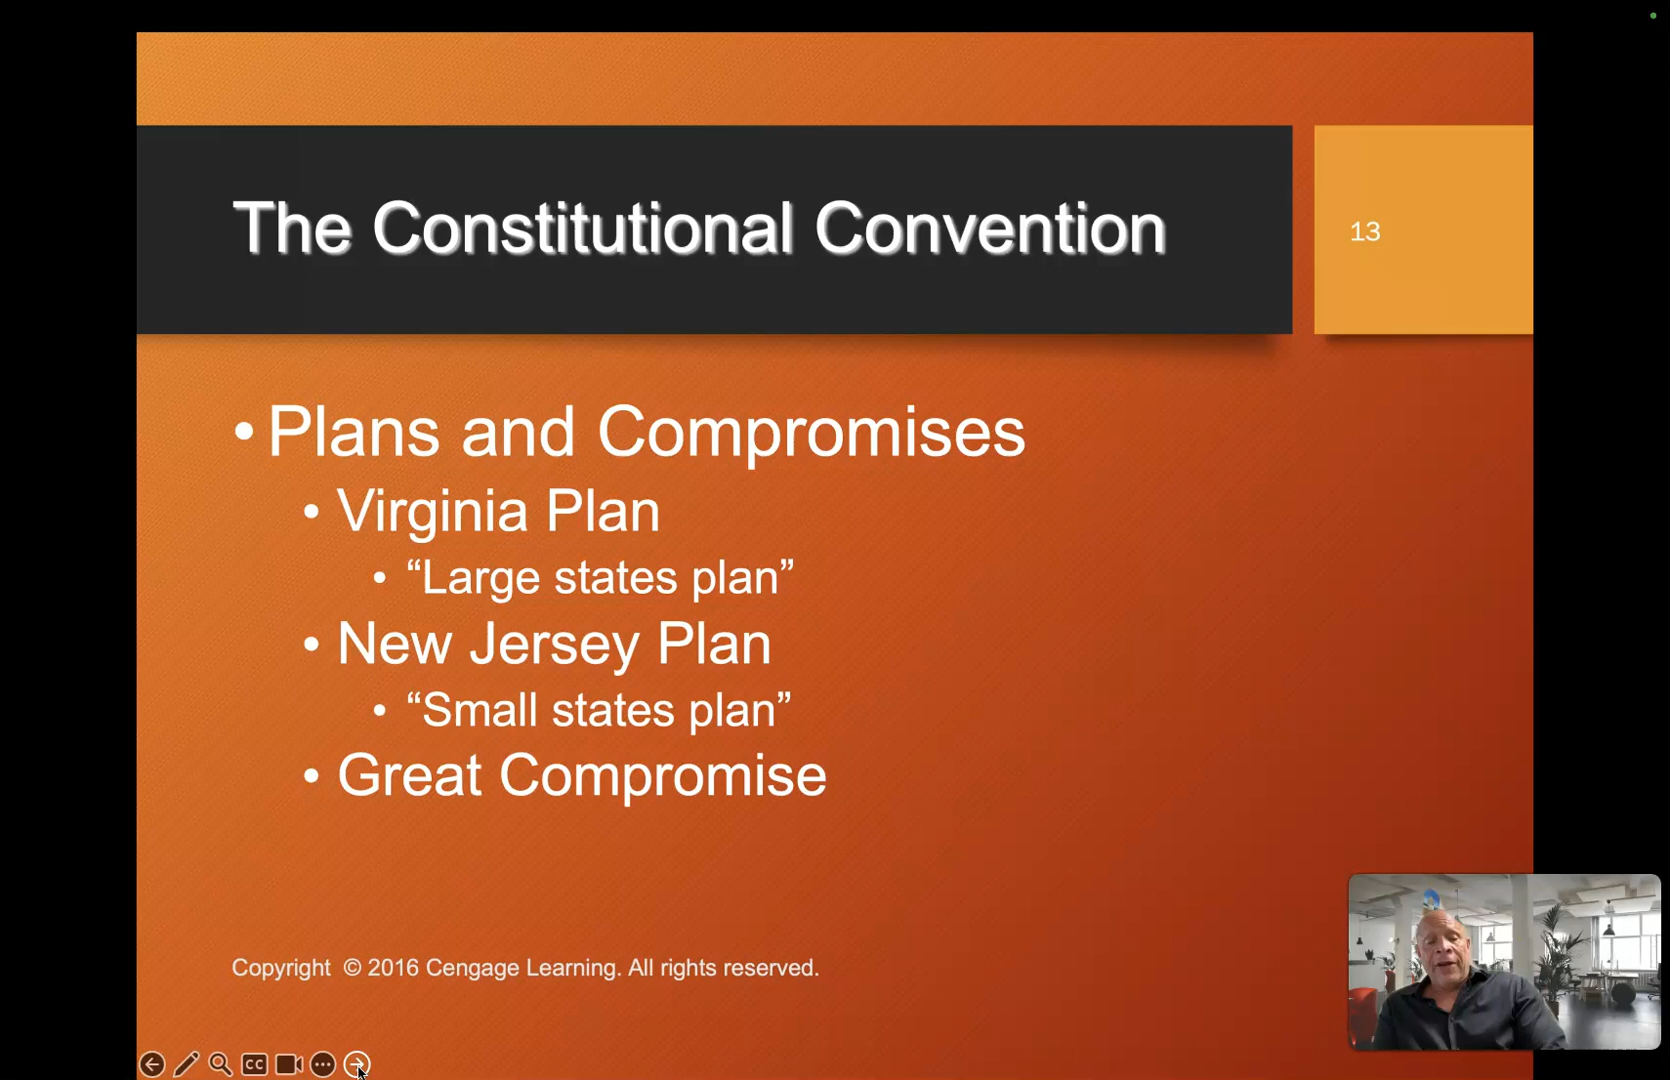 The Constitutional Convention
13
• Plans and Compromises
• Virginia Plan
• “Large states plan”
• New Jersey Plan
• “Small states plan”
• Great Compromise
Copyright © 2016 Cengage Learning. All rights reserved.
CC